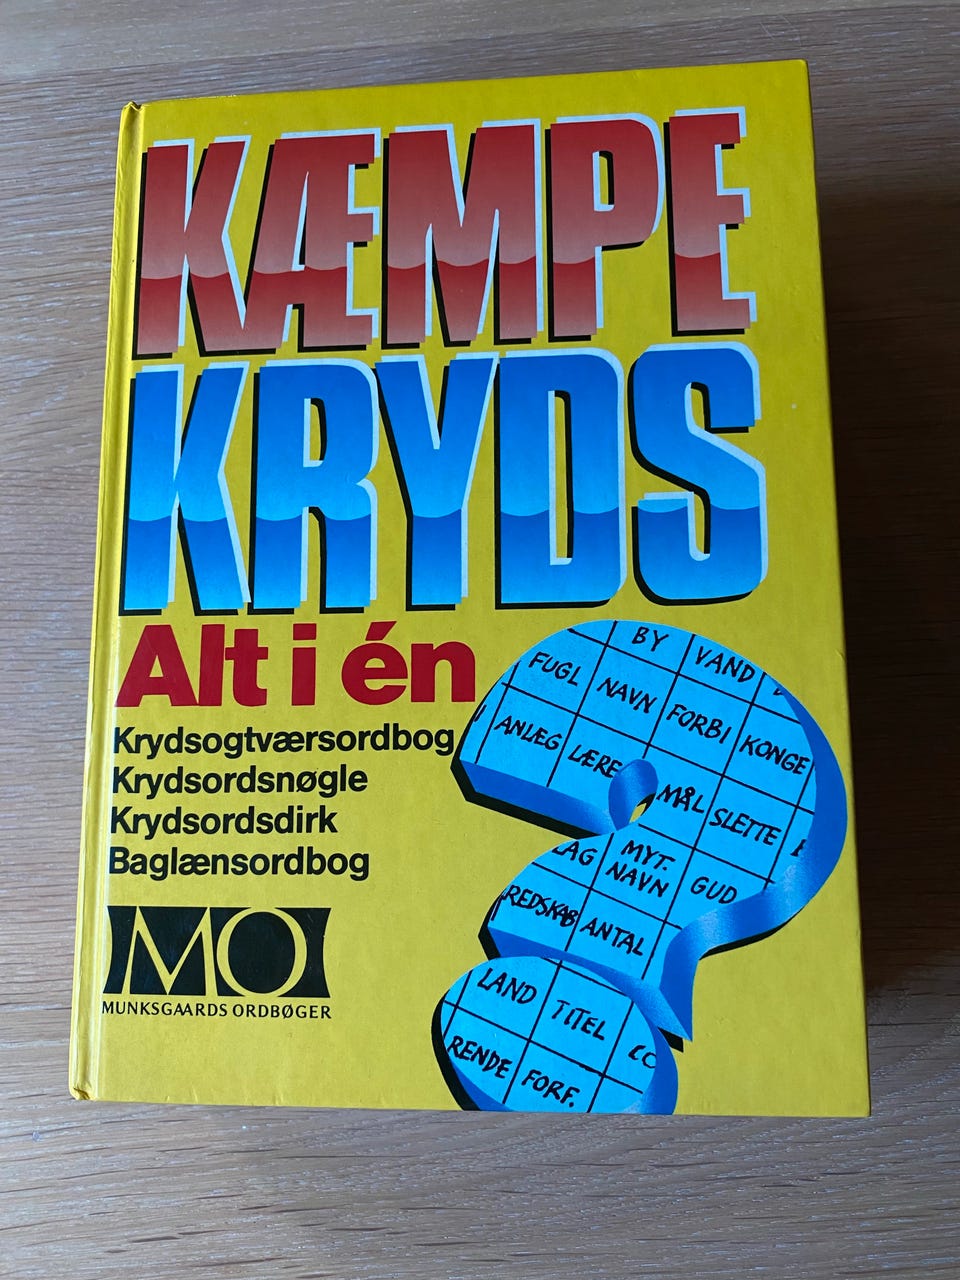 KÆMPE
KRYDS
Alt i én
Krydsogtværsordbog
Krydsordsnøgle
Krydsordsdirk
Baglænsordbog
MO
MUNKSGAARDS ORDBØGER
BY
VAND
FUGL
NAVN
FORBI
KONGE
ANLÆG
LÆRE
MÅL
SLETTE
MYT.
NAVN
GUD
REDSKAB
ANTAL
LAND
TITEL
RENDE
FORF.